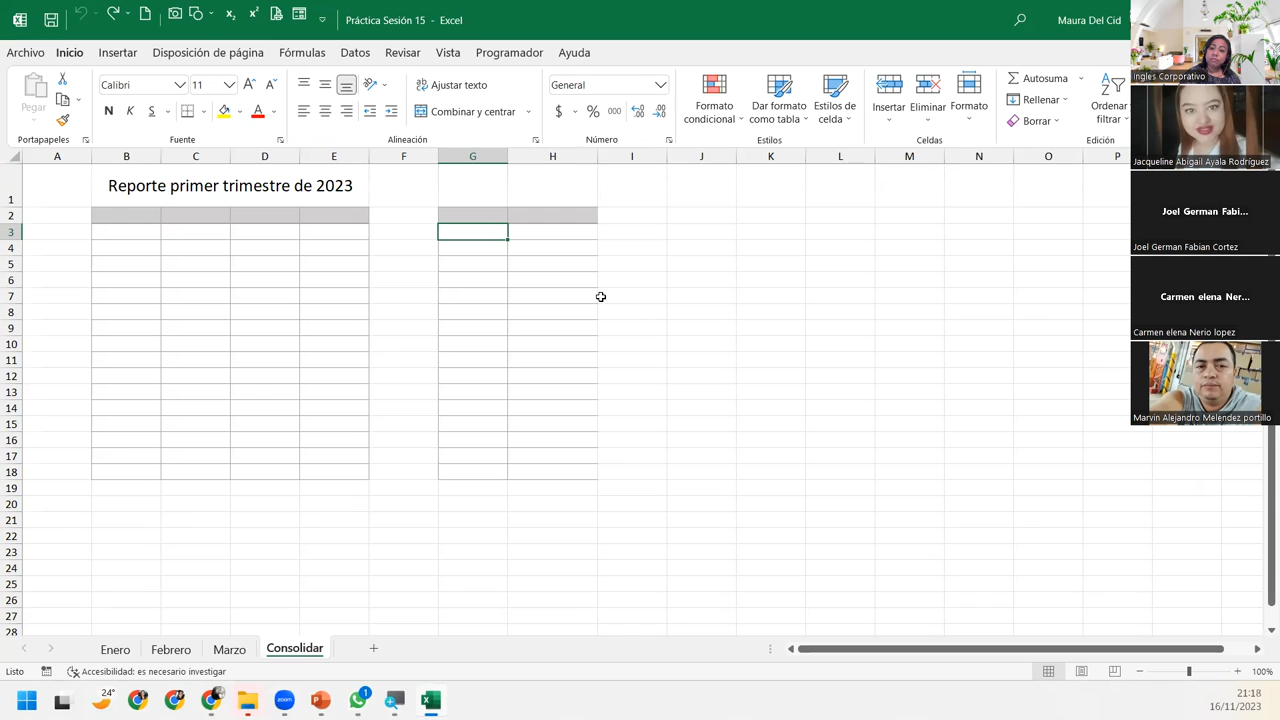 Práctica Sesión 15 - Excel
Maura Del Cid
Archivo Inicio Insertar Disposición de página Fórmulas Datos Revisar Vista Programador Ayuda
Pegar
Portapapeles
Calibri 11
N K S
Fuente
Ajustar texto
Combinar y centrar
Alineación
General
$ % 000
Número
Formato condicional
Dar formato como tabla
Estilos de celda
Estilos
Insertar
Eliminar
Formato
Celdas
Autosuma
Rellenar
Borrar
Ordenar
filtrar
Edición
A B C D E F G H I J K L M N O P
1
2
3
4
5
6
7
8
9
10
11
12
13
14
15
16
17
18
19
20
21
22
23
24
25
26
27
28
Reporte primer trimestre de 2023
Ingles Corporativo
Jacqueline Abigail Ayala Rodríguez
Joel German Fabi...
Joel German Fabian Cortez
Carmen elena Ner...
Carmen elena Nerio lopez
Marvin Alejandro Melendez portillo
Enero Febrero Marzo Consolidar
Listo
Accesibilidad: es necesario investigar
100%
24°
zoom
1
21:18
16/11/2023